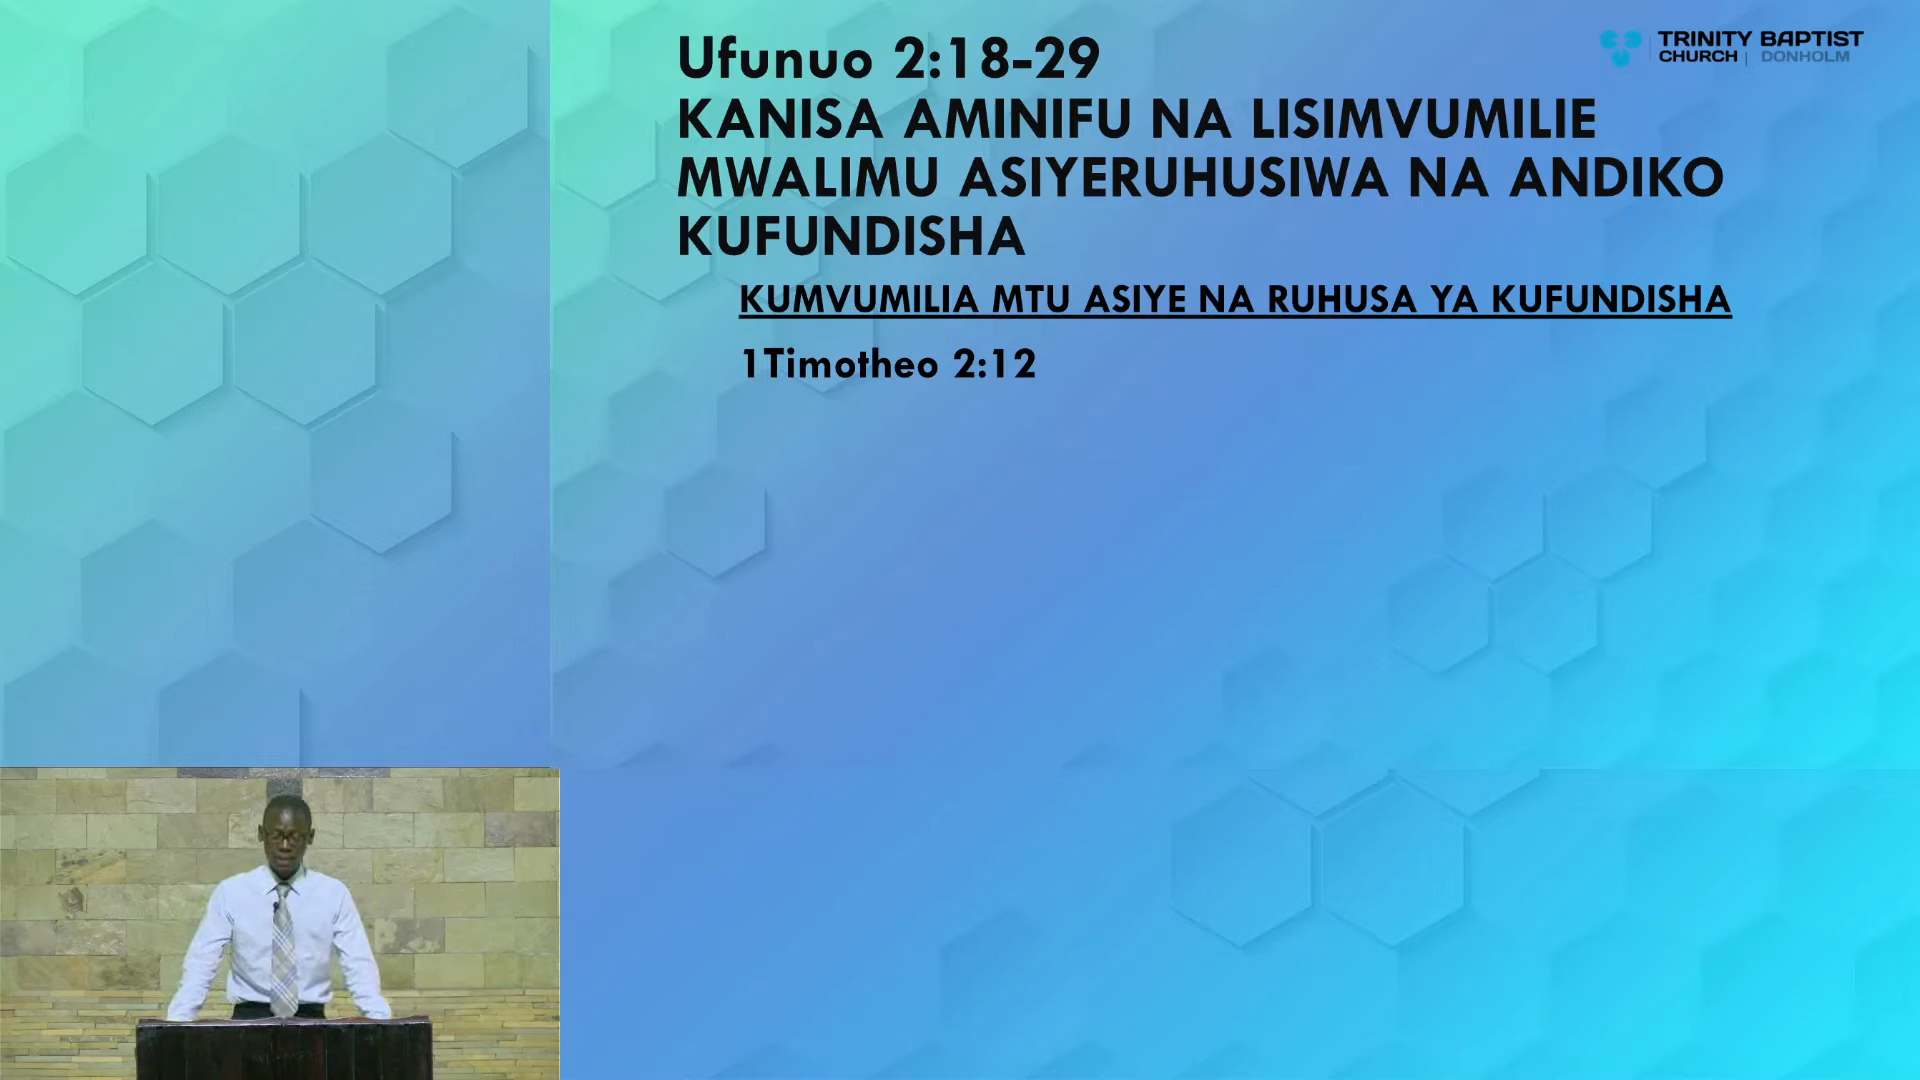 Ufunuo 2:18-29
KANISA AMINIFU NA LISIMVUMILIE
MWALIMU ASIYERUHUSIWA NA ANDIKO
KUFUNDISHA
KUMVUMILIA MTU ASIYE NA RUHUSA YA KUFUNDISHA
1Timotheo 2:12
TRINITY BAPTIST
CHURCH | DONHOLM